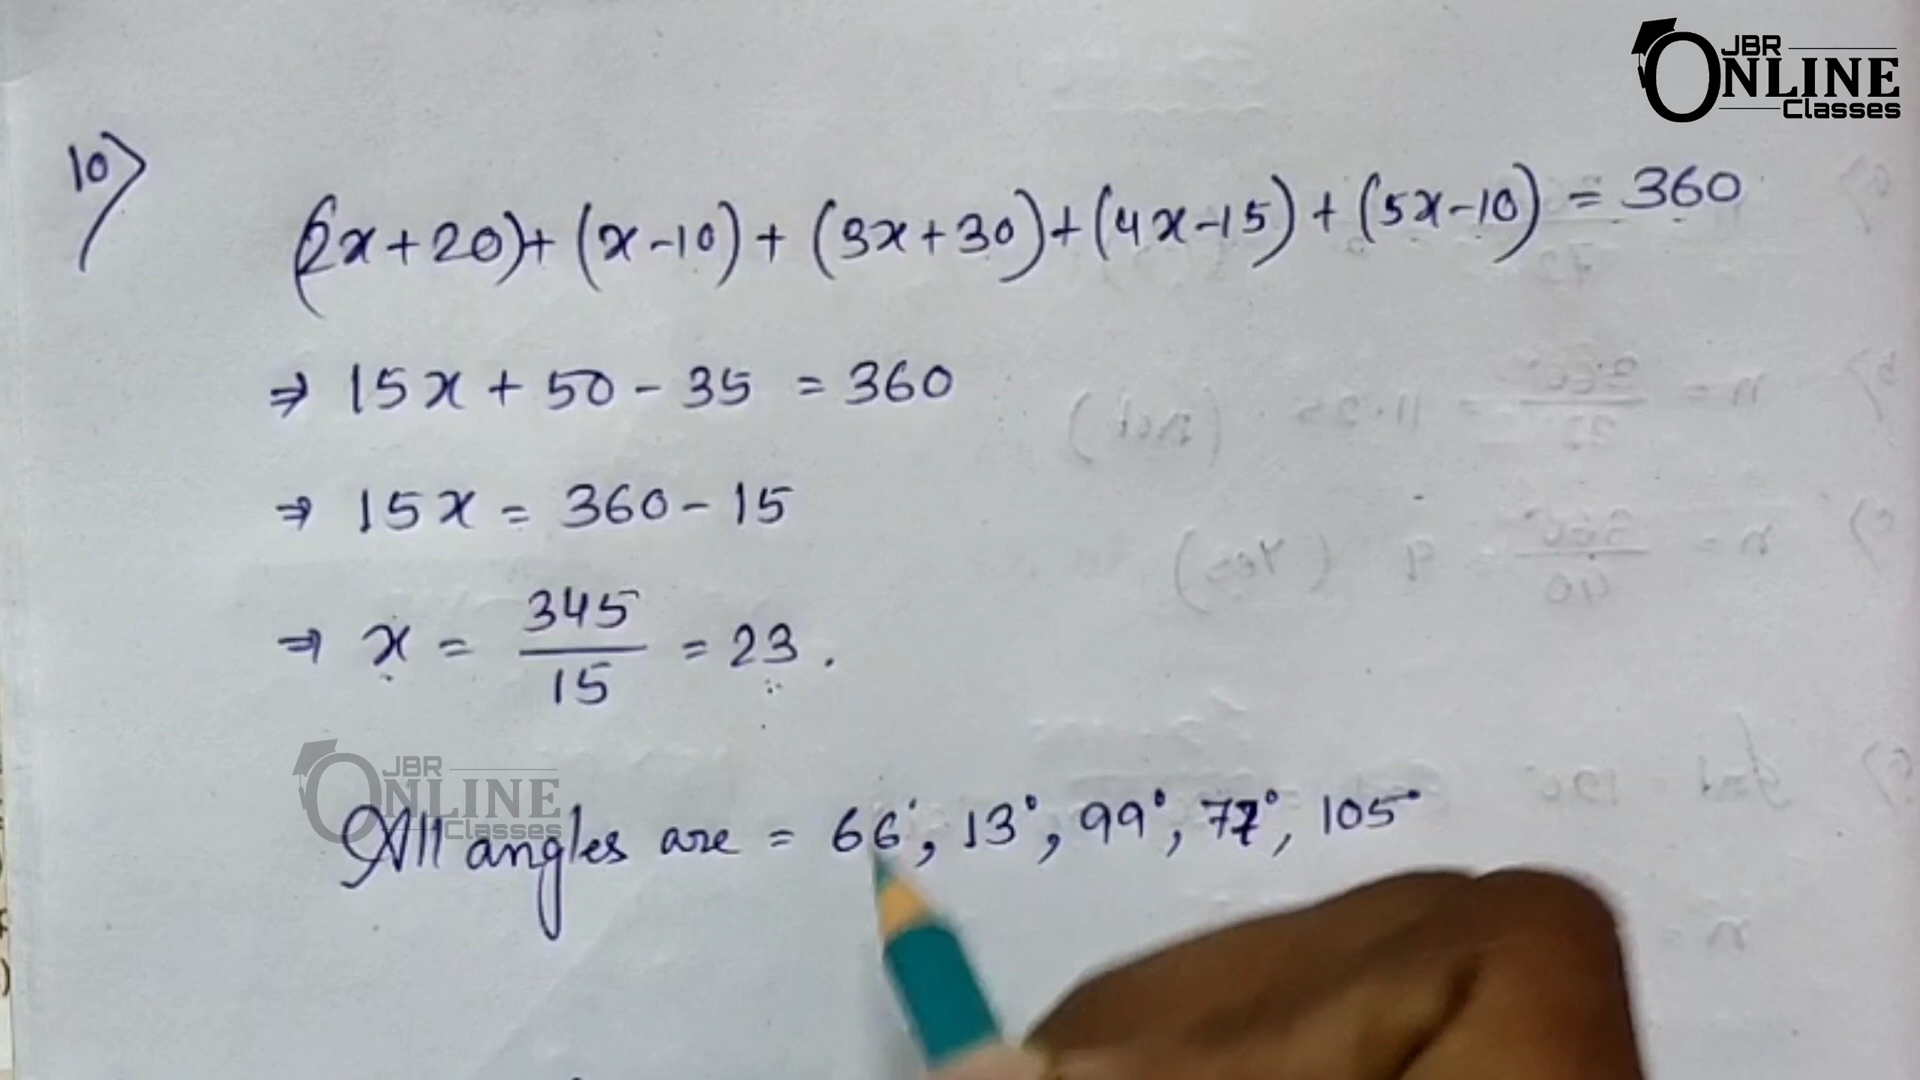 JBR
ONLINE
Classes
10)
(2x+20)+(x-10)+(3x+30)+(4x-15)+(5x-10) = 360
⇒ 15x + 50 - 35 = 360
⇒ 15x = 360 - 15
⇒ x = 345/15 = 23.
JBR
ONLINE
Classes
All angles are = 66°, 13°, 99°, 77°, 105°